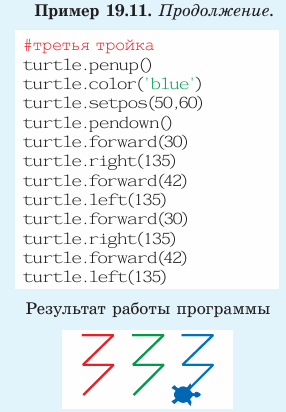 Пример 19.11. Продолжение.
#третья тройка
turtle.penup()
turtle.color('blue')
turtle.setpos(50,60)
turtle.pendown()
turtle.forward(30)
turtle.right(135)
turtle.forward(42)
turtle.left(135)
turtle.forward(30)
turtle.right(135)
turtle.forward(42)
turtle.left(135)
Результат работы программы